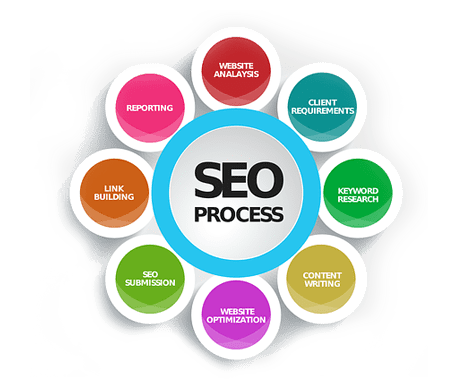 SEO
PROCESS
WEBSITE
ANALAYSIS
CLIENT
REQUIREMENTS
KEYWORD
RESEARCH
CONTENT
WRITING
WEBSITE
OPTIMIZATION
SEO
SUBMISSION
LINK
BUILDING
REPORTING